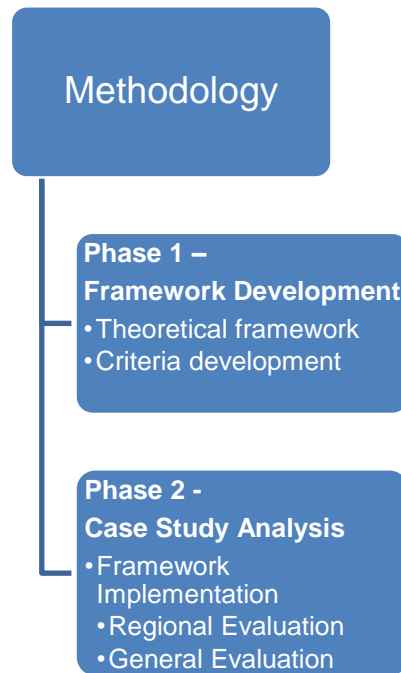 Methodology
Phase 1 –
Framework Development
•Theoretical framework
•Criteria development
Phase 2 -
Case Study Analysis
•Framework
Implementation
•Regional Evaluation
•General Evaluation